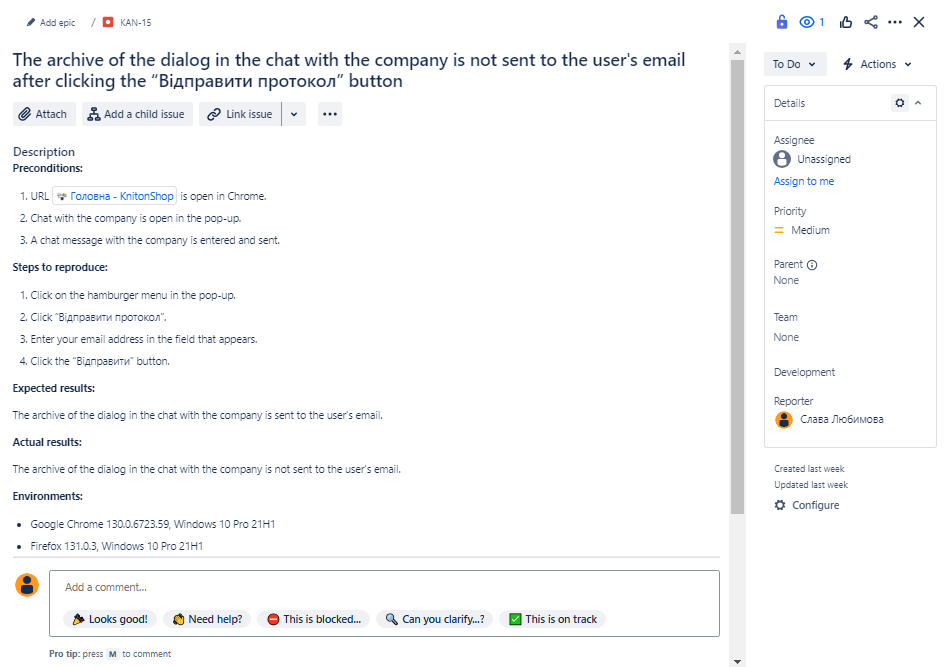 Add epic / KAN-15
1
The archive of the dialog in the chat with the company is not sent to the user's email
after clicking the “Відправити протокол” button
Attach
Add a child issue
Link issue
Description
Preconditions:
1. URL Головна - KnitonShop is open in Chrome.
2. Chat with the company is open in the pop-up.
3. A chat message with the company is entered and sent.
Steps to reproduce:
1. Click on the hamburger menu in the pop-up.
2. Click “Відправити протокол”.
3. Enter your email address in the field that appears.
4. Click the “Відправити” button.
Expected results:
The archive of the dialog in the chat with the company is sent to the user's email.
Actual results:
The archive of the dialog in the chat with the company is not sent to the user's email.
Environments:
• Google Chrome 130.0.6723.59, Windows 10 Pro 21H1
• Firefox 131.0.3, Windows 10 Pro 21H1
Add a comment...
Looks good!
Need help?
This is blocked...
Can you clarify...?
This is on track
Pro tip: press M to comment
To Do
Actions
Details
Assignee
Unassigned
Assign to me
Priority
Medium
Parent
None
Team
None
Development
Reporter
Слава Любимова
Created last week
Updated last week
Configure